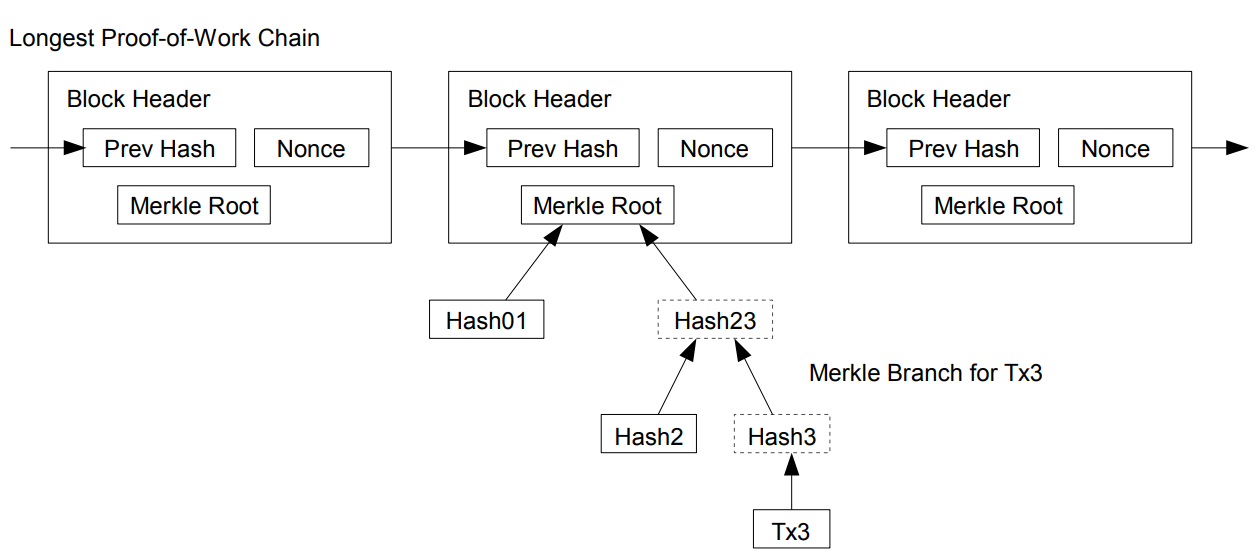 Longest Proof-of-Work Chain
Block Header
Block Header
Block Header
Prev Hash
Nonce
Prev Hash
Nonce
Prev Hash
Nonce
Merkle Root
Merkle Root
Merkle Root
Hash01
Hash23
Merkle Branch for Tx3
Hash2
Hash3
Tx3